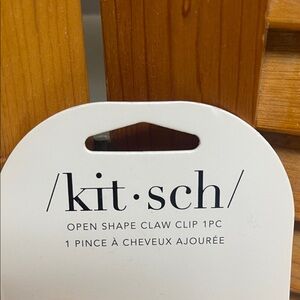 /kit·sch/
OPEN SHAPE CLAW CLIP 1PC
1 PINCE À CHEVEUX AJOURÉE